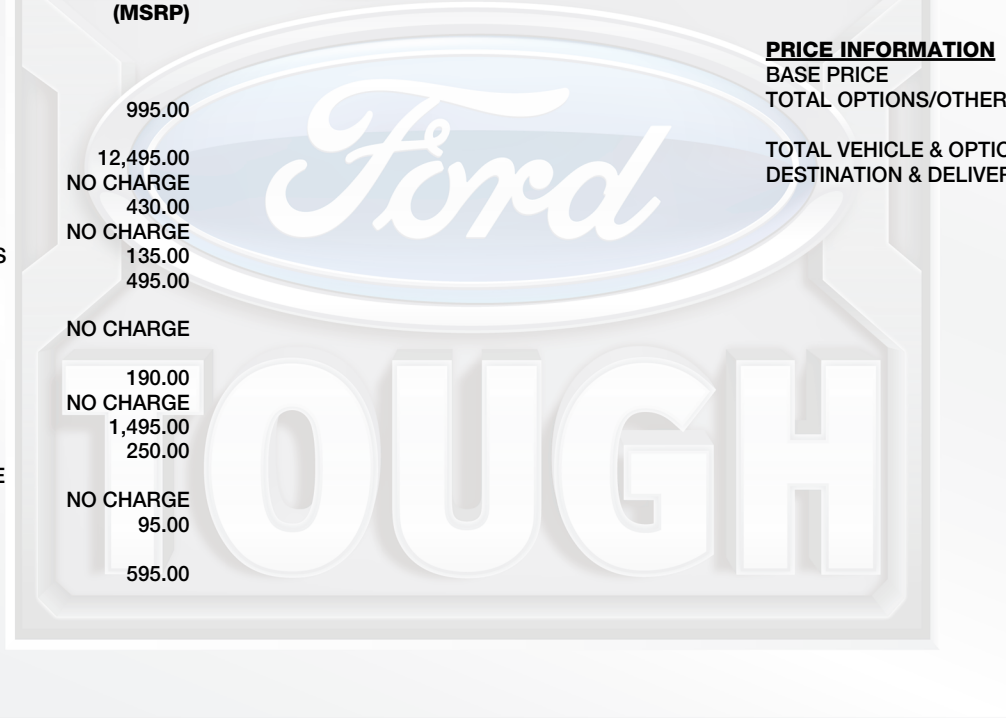 (MSRP)
995.00
12,495.00
NO CHARGE
430.00
NO CHARGE
S
135.00
495.00
NO CHARGE
190.00
NO CHARGE
1,495.00
250.00
E
NO CHARGE
95.00
595.00
PRICE INFORMATION
BASE PRICE
TOTAL OPTIONS/OTHER
TOTAL VEHICLE & OPTIO
DESTINATION & DELIVER
Ford
TOUGH